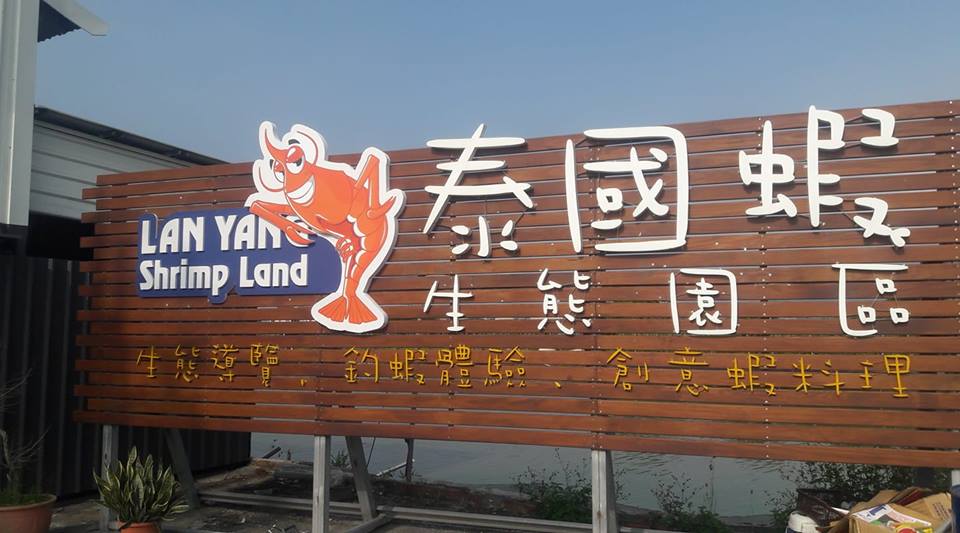 LAN YANG
Shrimp Land
泰國蝦
生態園區
生態導覽、釣蝦體驗、創意蝦料理